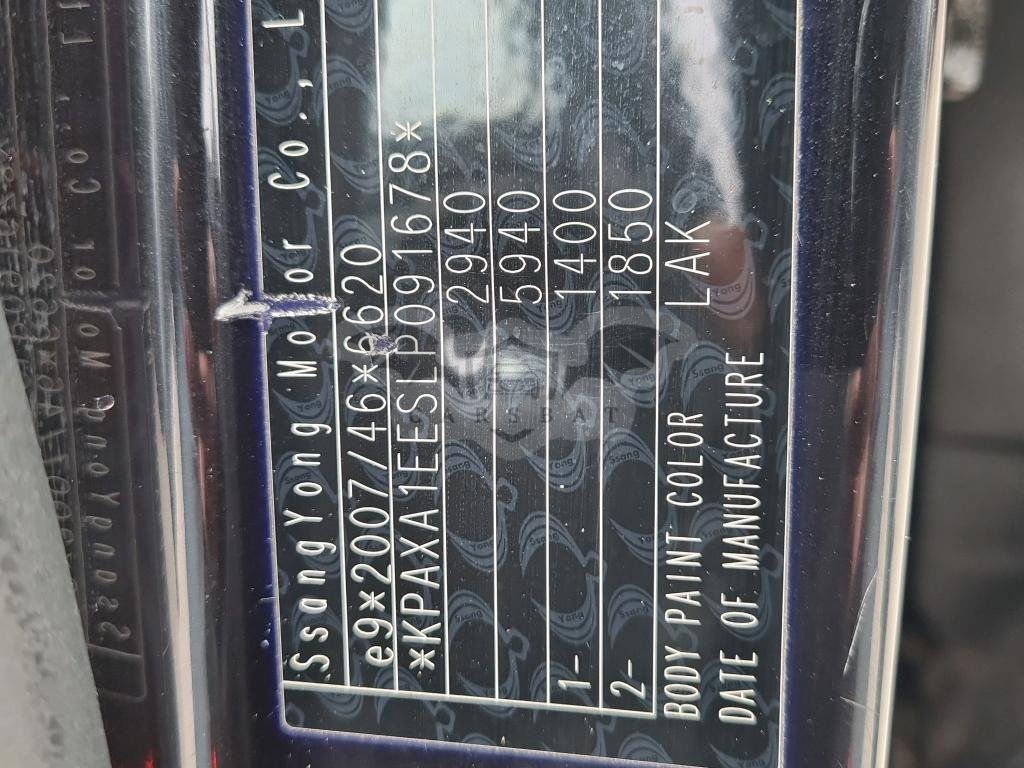 SsangYong Motor Co., L
e9*2007/46*6620
*KPAXA1EESLP091678*
2940
5940
1- 1400
2- 1850
BODY PAINT COLOR LAK
DATE OF MANUFACTURE
CARSBAT